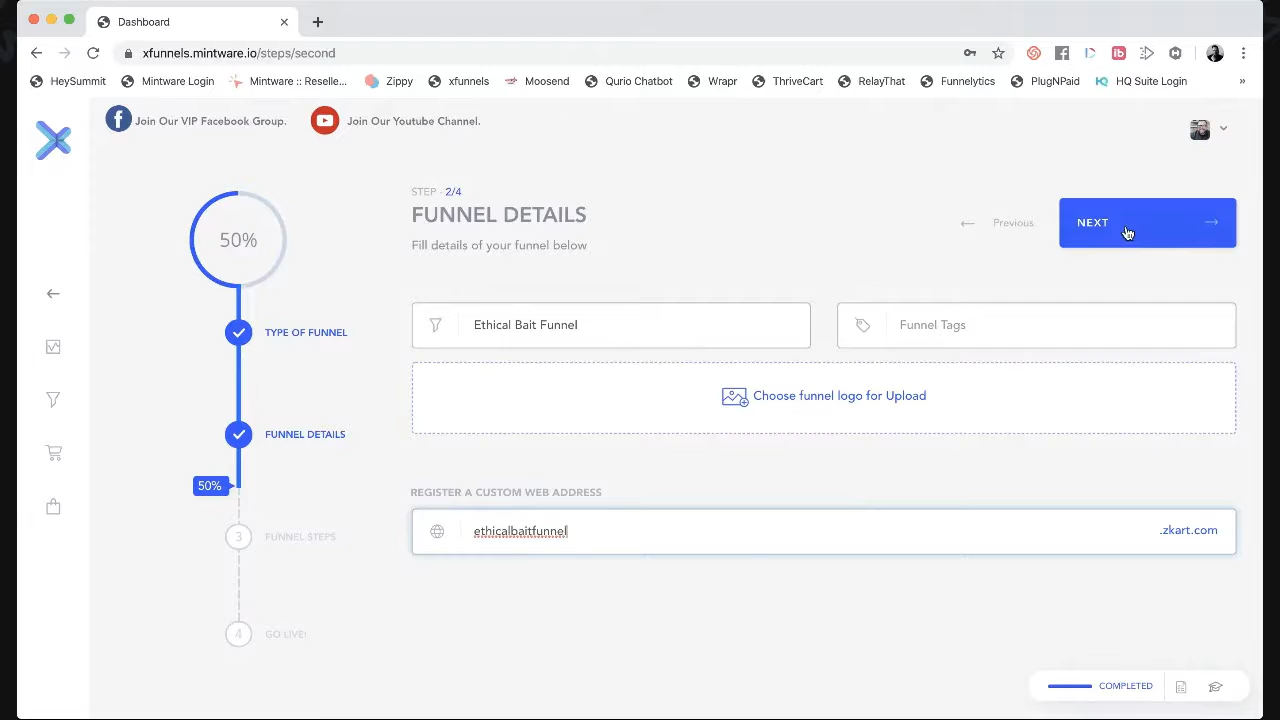 Dashboard
xfunnels.mintware.io/steps/second
HeySummit
Mintware Login
Mintware :: Reselle...
Zippy
xfunnels
Moosend
Qurio Chatbot
Wrapr
ThriveCart
RelayThat
Funnelytics
PlugNPaid
HQ Suite Login
Join Our VIP Facebook Group.
Join Our Youtube Channel.
STEP - 2/4
FUNNEL DETAILS
Fill details of your funnel below
Previous
NEXT
50%
TYPE OF FUNNEL
FUNNEL DETAILS
50%
3
FUNNEL STEPS
4
GO LIVE!
Ethical Bait Funnel
Funnel Tags
Choose funnel logo for Upload
REGISTER A CUSTOM WEB ADDRESS
ethicalbaitfunnel
.zkart.com
COMPLETED